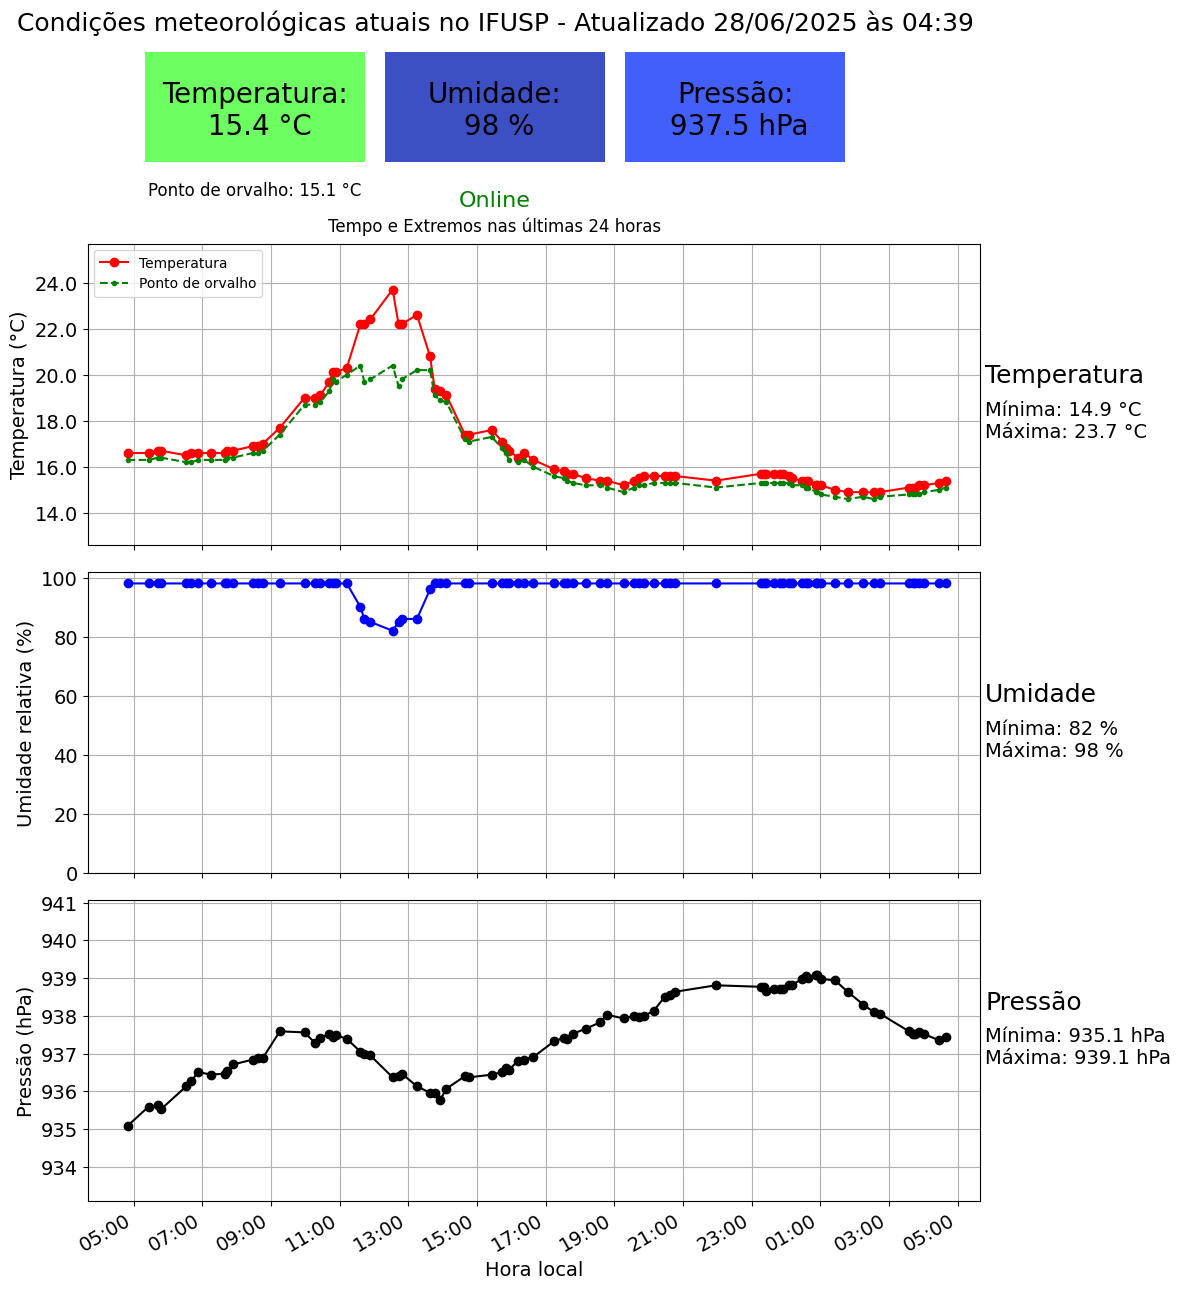 Condições meteorológicas atuais no IFUSP - Atualizado 28/06/2025 às 04:39
Temperatura:
15.4 °C
Umidade:
98 %
Pressão:
937.5 hPa
Ponto de orvalho: 15.1 °C
Online
Tempo e Extremos nas últimas 24 horas
Temperatura
Ponto de orvalho
Temperatura (°C)
24.0
22.0
20.0
18.0
16.0
14.0
Temperatura
Mínima: 14.9 °C
Máxima: 23.7 °C
Umidade relativa (%)
100
80
60
40
20
0
Umidade
Mínima: 82 %
Máxima: 98 %
Pressão (hPa)
941
940
939
938
937
936
935
934
Pressão
Mínima: 935.1 hPa
Máxima: 939.1 hPa
05:00
07:00
09:00
11:00
13:00
15:00
17:00
19:00
21:00
23:00
01:00
03:00
05:00
Hora local